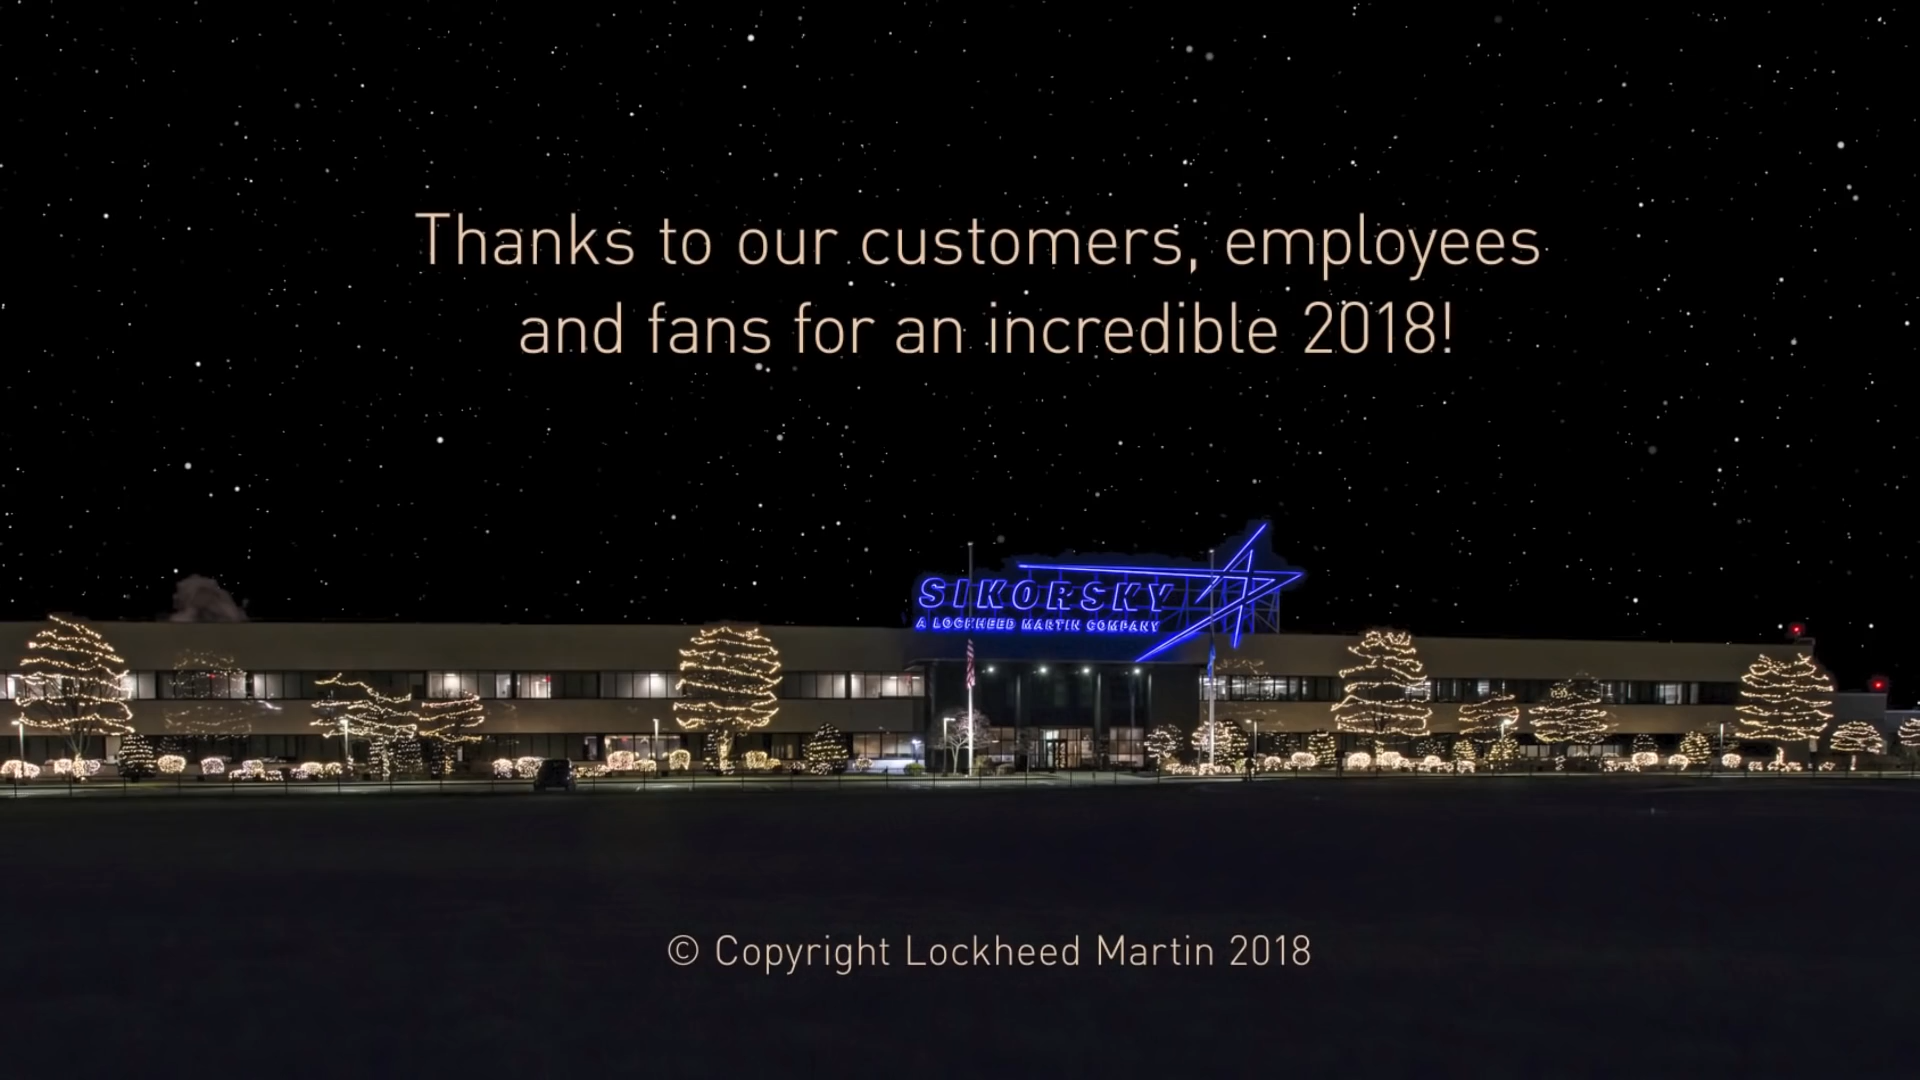 Thanks to our customers, employees
and fans for an incredible 2018!
SIKORSKY
A LOCKHEED MARTIN COMPANY
© Copyright Lockheed Martin 2018